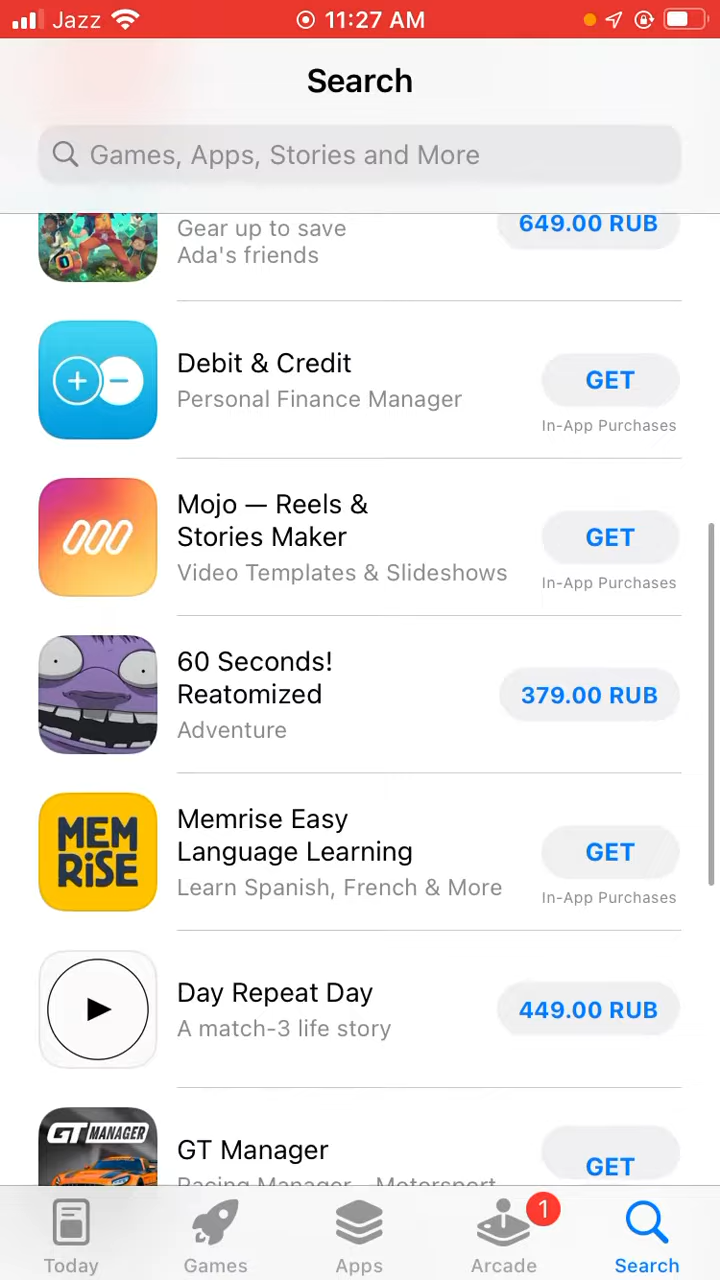 Jazz 11:27 AM
Search
Games, Apps, Stories and More
Gear up to save
Ada's friends
649.00 RUB
Debit & Credit
Personal Finance Manager
GET
In-App Purchases
Mojo — Reels &
Stories Maker
Video Templates & Slideshows
GET
In-App Purchases
60 Seconds!
Reatomized
Adventure
379.00 RUB
MEM
RiSE
Memrise Easy
Language Learning
Learn Spanish, French & More
GET
In-App Purchases
Day Repeat Day
A match-3 life story
449.00 RUB
GT MANAGER
GT Manager
Racing Manager - Motorsport
GET
1
Today Games Apps Arcade Search